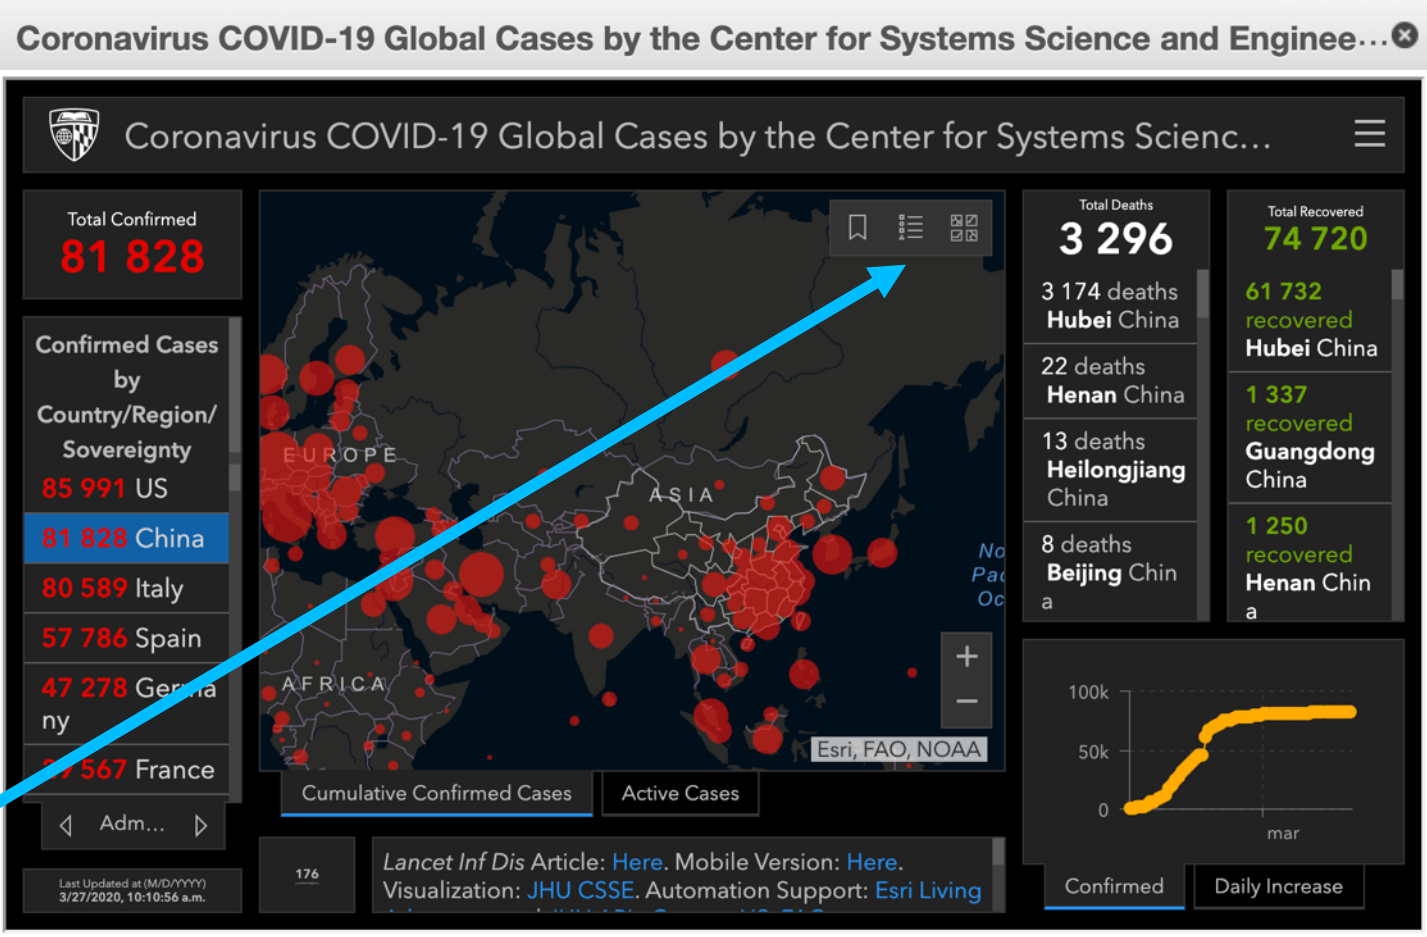 Coronavirus COVID-19 Global Cases by the Center for Systems Science and Enginee...
Coronavirus COVID-19 Global Cases by the Center for Systems Scienc...
Total Confirmed
81 828
Confirmed Cases
by
Country/Region/
Sovereignty
85 991 US
81 828 China
80 589 Italy
57 786 Spain
47 278 Germa
ny
567 France
Adm...
Last Updated at (M/D/YYYY)
3/27/2020, 10:10:56 a.m.
EUROPE
ASIA
AFRICA
No
Pac
Oc
+
−
Esri, FAO, NOAA
Cumulative Confirmed Cases
Active Cases
176
Lancet Inf Dis Article: Here. Mobile Version: Here.
Visualization: JHU CSSE. Automation Support: Esri Living
Total Deaths
3 296
3 174 deaths
Hubei China
22 deaths
Henan China
13 deaths
Heilongjiang
China
8 deaths
Beijing Chin
a
Total Recovered
74 720
61 732
recovered
Hubei China
1 337
recovered
Guangdong
China
1 250
recovered
Henan Chin
a
100k
50k
0
mar
Confirmed
Daily Increase